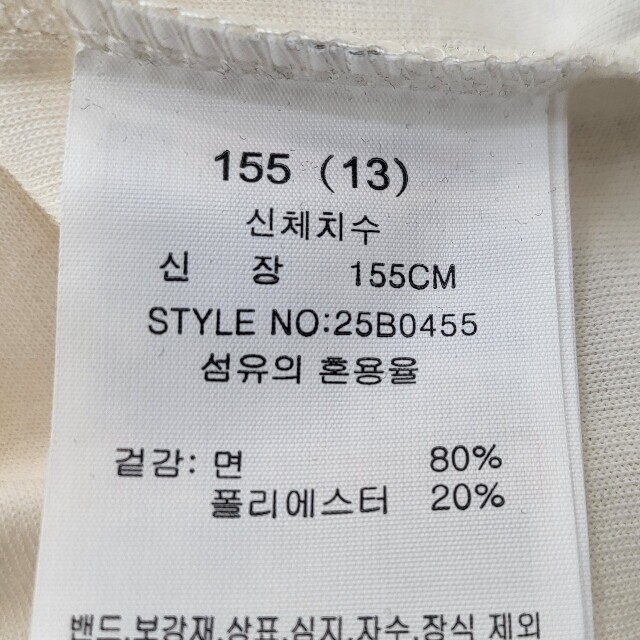 155 (13)
신체치수
신 장 155CM
STYLE NO:25B0455
섬유의 혼용율
겉감: 면 80%
폴리에스터 20%
밴드,보강재,상표,심지,자수,장식 제외